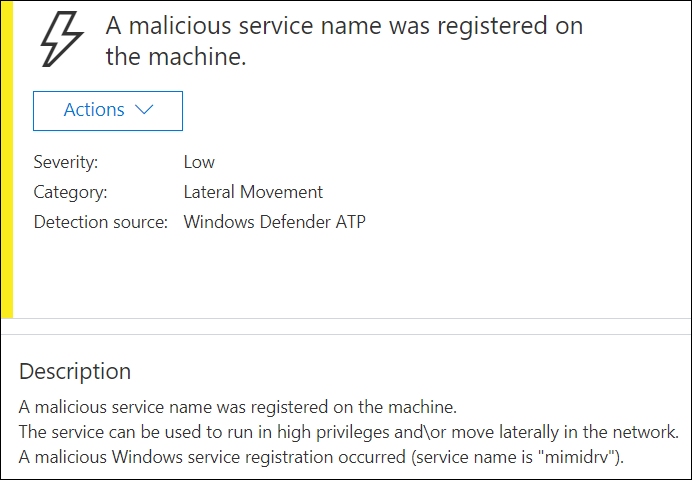 A malicious service name was registered on
the machine.
Actions
Severity: Low
Category: Lateral Movement
Detection source: Windows Defender ATP
Description
A malicious service name was registered on the machine.
The service can be used to run in high privileges and\or move laterally in the network.
A malicious Windows service registration occurred (service name is "mimidrv").